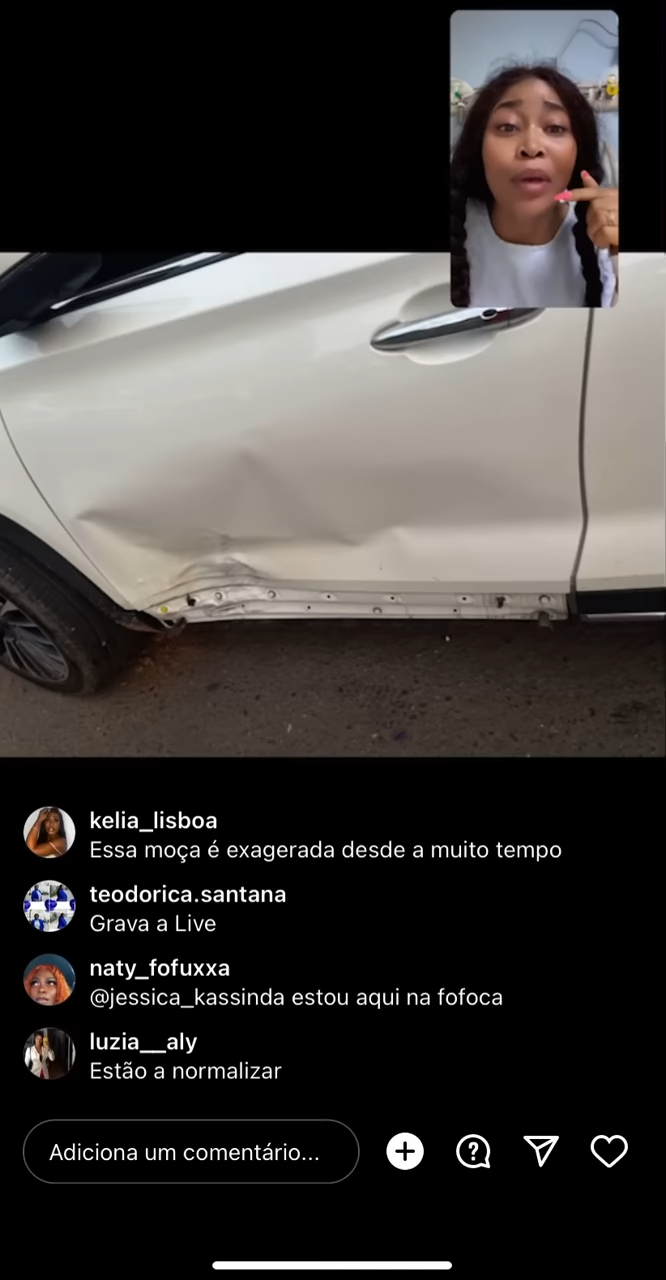 kelia_lisboa
Essa moça é exagerada desde a muito tempo
teodorica.santana
Grava a Live
naty_fofuxxa
@jessica_kassinda estou aqui na fofoca
luzia__aly
Estão a normalizar
Adiciona um comentário...